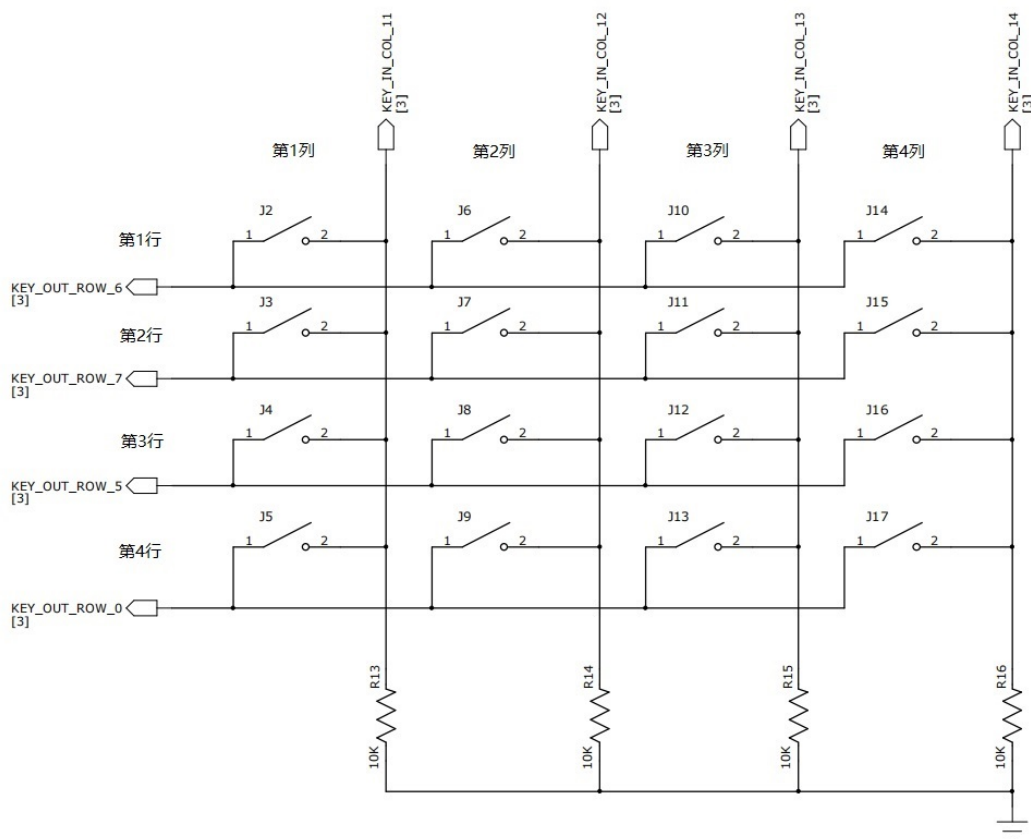 KEY_IN_COL_11
[3]
KEY_IN_COL_12
[3]
KEY_IN_COL_13
[3]
KEY_IN_COL_14
[3]
第1列
第2列
第3列
第4列
J2
J6
J10
J14
第1行
1 2
1 2
1 2
1 2
KEY_OUT_ROW_6
[3]
J3
J7
J11
J15
第2行
1 2
1 2
1 2
1 2
KEY_OUT_ROW_7
[3]
J4
J8
J12
J16
第3行
1 2
1 2
1 2
1 2
KEY_OUT_ROW_5
[3]
J5
J9
J13
J17
第4行
1 2
1 2
1 2
1 2
KEY_OUT_ROW_0
[3]
R13
R14
R15
R16
10K
10K
10K
10K